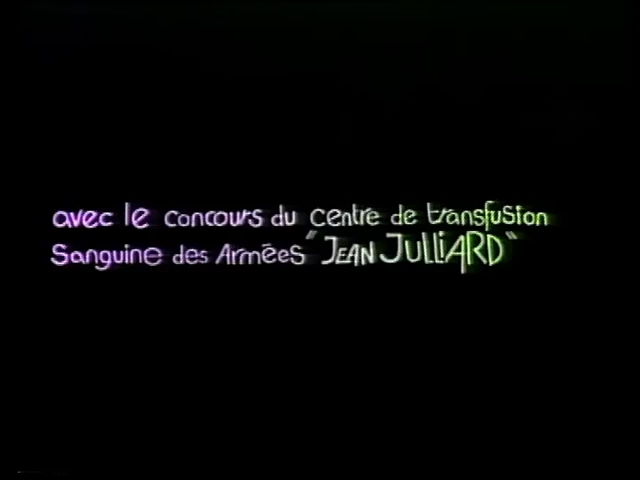 avec le concours du centre de transfusion
Sanguine des Armées "JEAN JULLIARD"